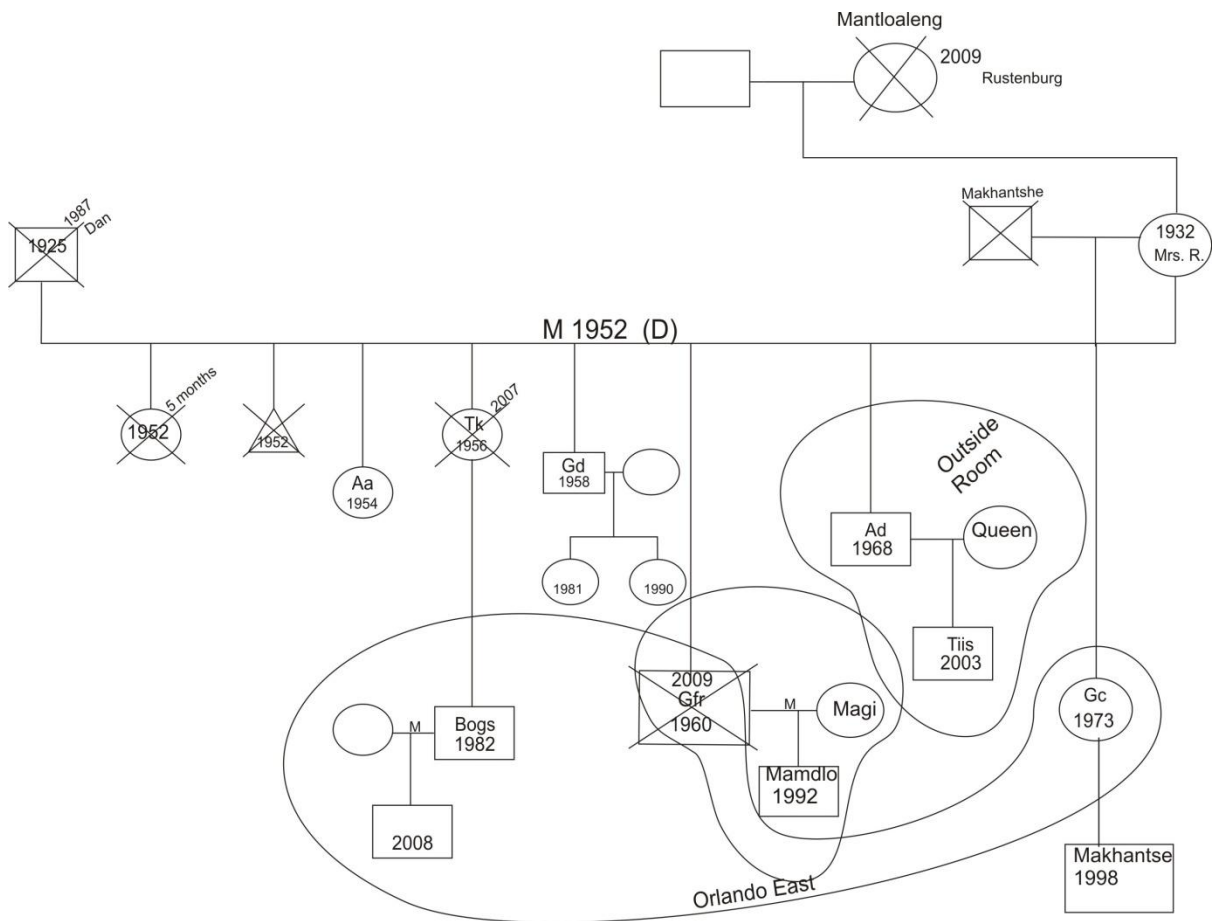 Mantloaleng
2009
Rustenburg
Makhantshe
1987
Dan
1925
1932
Mrs. R.
M 1952 (D)
5 months
1952
1952
Aa
1954
2007
Tk
1956
Gd
1958
1981
1990
Outside
Room
Ad
1968
Queen
Tiis
2003
2009
Gfr
1960
M
Magi
Mamdlo
1992
Gc
1973
M
Bogs
1982
2008
Makhantse
1998
Orlando East